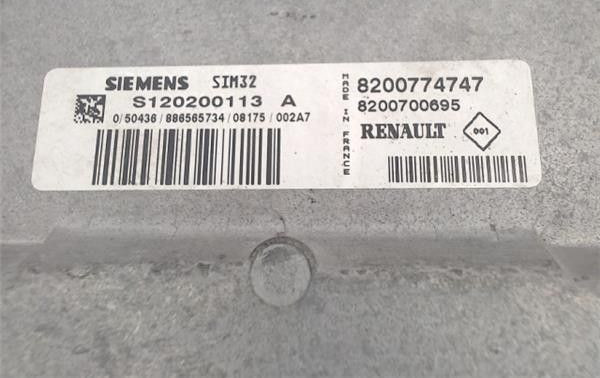 SIEMENS SIM32
S120200113 A
0/50436/886565734/08175/002A7
MADE IN FRANCE
8200774747
8200700695
RENAULT 001